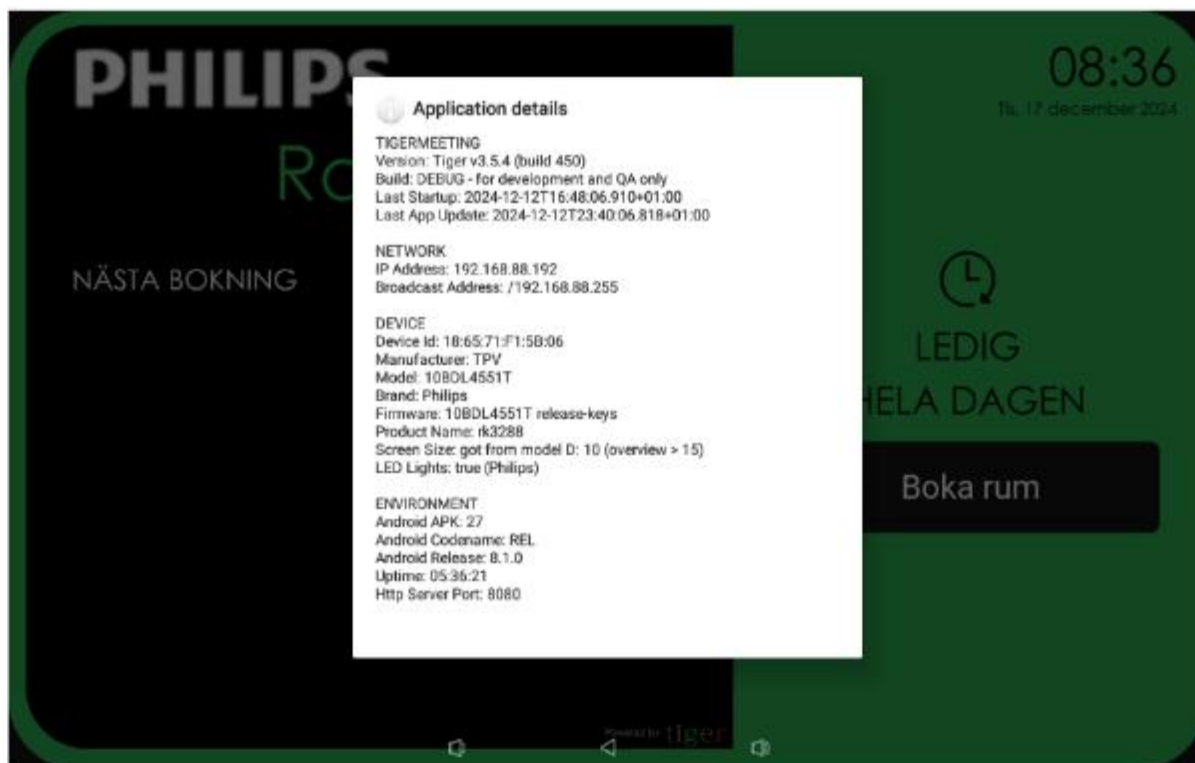 PHILIPS
08:36
Tis, 17 december 2024
Ro
NÄSTA BOKNING
LEDIG
HELA DAGEN
Boka rum
Application details
TIGERMEETING
Version: Tiger v3.5.4 (build 450)
Build: DEBUG - for development and QA only
Last Startup: 2024-12-12T16:48:06.910+01:00
Last App Update: 2024-12-12T23:40:06.818+01:00
NETWORK
IP Address: 192.168.88.192
Broadcast Address: /192.168.88.255
DEVICE
Device Id: 18:65:71:F1:5B:06
Manufacturer: TPV
Model: 10BDL4551T
Brand: Philips
Firmware: 10BDL4551T release-keys
Product Name: rk3288
Screen Size: got from model D: 10 (overview > 15)
LED Lights: true (Philips)
ENVIRONMENT
Android APK: 27
Android Codename: REL
Android Release: 8.1.0
Uptime: 05:36:21
Http Server Port: 8080
Powered by tiger